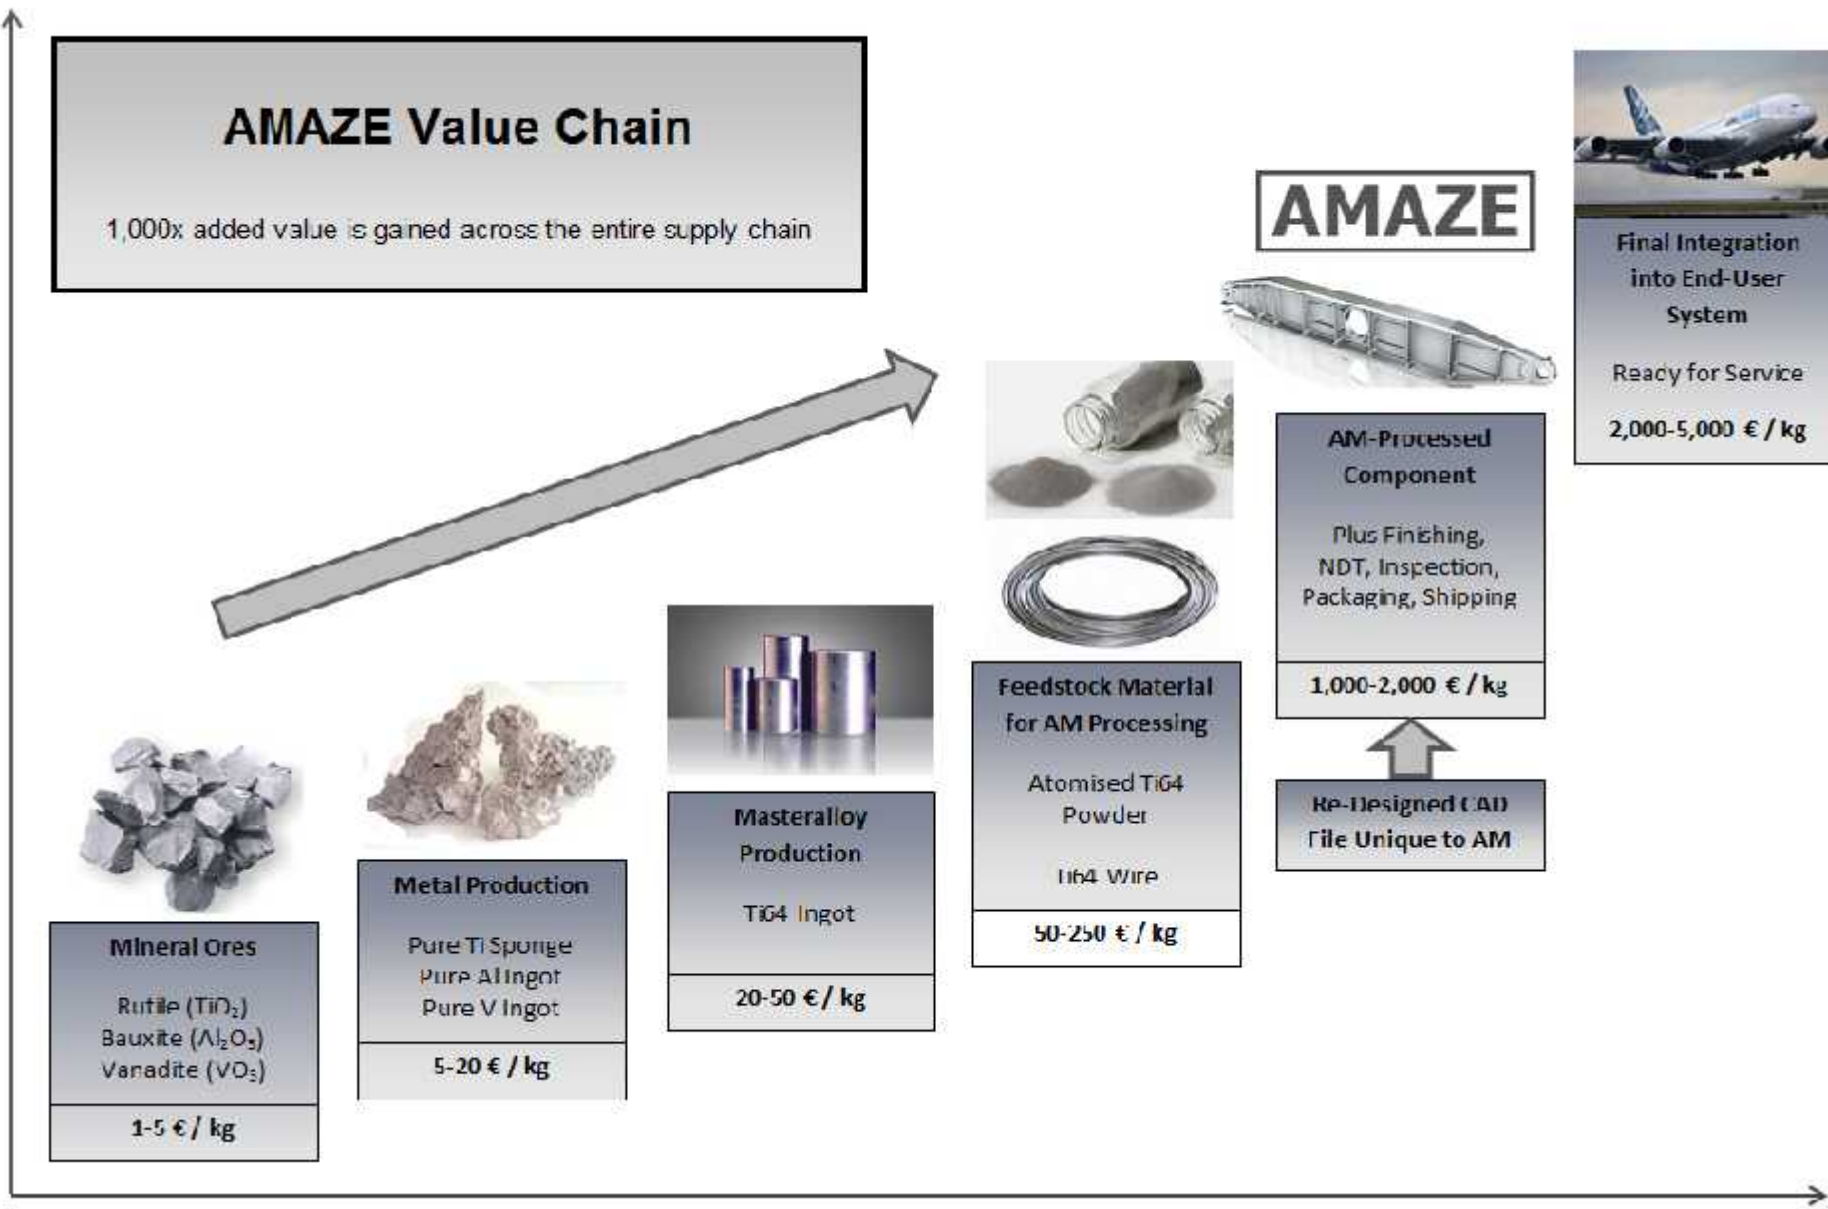 AMAZE Value Chain
1,000x added value is gained across the entire supply chain
Mineral Ores
Rutile (TiO₂)
Bauxite (Al₂O₃)
Vanadite (VO₃)
1-5 € / kg
Metal Production
Pure Ti Sponge
Pure Al Ingot
Pure V Ingot
5-20 € / kg
Masteralloy
Production
Ti64 Ingot
20-50 € / kg
Feedstock Material
for AM Processing
Atomised Ti64
Powder
Ti64 Wire
50-250 € / kg
AMAZE
AM-Processed
Component
Plus Finishing,
NDT, Inspection,
Packaging, Shipping
1,000-2,000 € / kg
Re-Designed CAD
File Unique to AM
Final Integration
into End-User
System
Ready for Service
2,000-5,000 € / kg